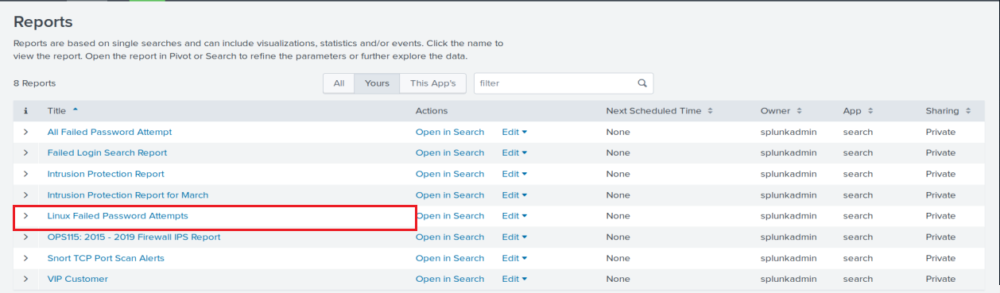 Reports
Reports are based on single searches and can include visualizations, statistics and/or events. Click the name to
view the report. Open the report in Pivot or Search to refine the parameters or further explore the data.
8 Reports All Yours This App's filter
i Title Actions Next Scheduled Time Owner App Sharing
All Failed Password Attempt Open in Search Edit None splunkadmin search Private
Failed Login Search Report Open in Search Edit None splunkadmin search Private
Intrusion Protection Report Open in Search Edit None splunkadmin search Private
Intrusion Protection Report for March Open in Search Edit None splunkadmin search Private
Linux Failed Password Attempts Open in Search Edit None splunkadmin search Private
OPS115: 2015 - 2019 Firewall IPS Report Open in Search Edit None splunkadmin search Private
Snort TCP Port Scan Alerts Open in Search Edit None splunkadmin search Private
VIP Customer Open in Search Edit None splunkadmin search Private